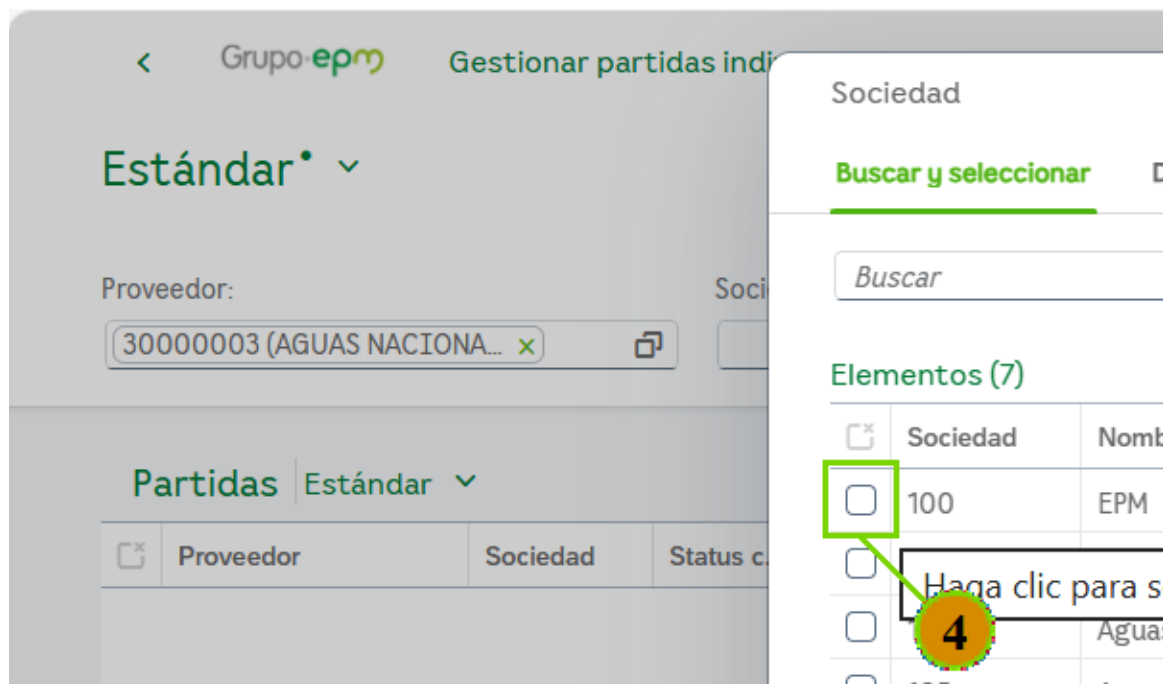 Grupo·epm
Gestionar partidas indi
Estándar
Proveedor:
Soci
30000003 (AGUAS NACIONA...
Partidas
Estándar
Proveedor
Sociedad
Status c.
Sociedad
Buscar y seleccionar
Buscar
Elementos (7)
Sociedad
Nomb
100
EPM
Haga clic para s
4
Aguas